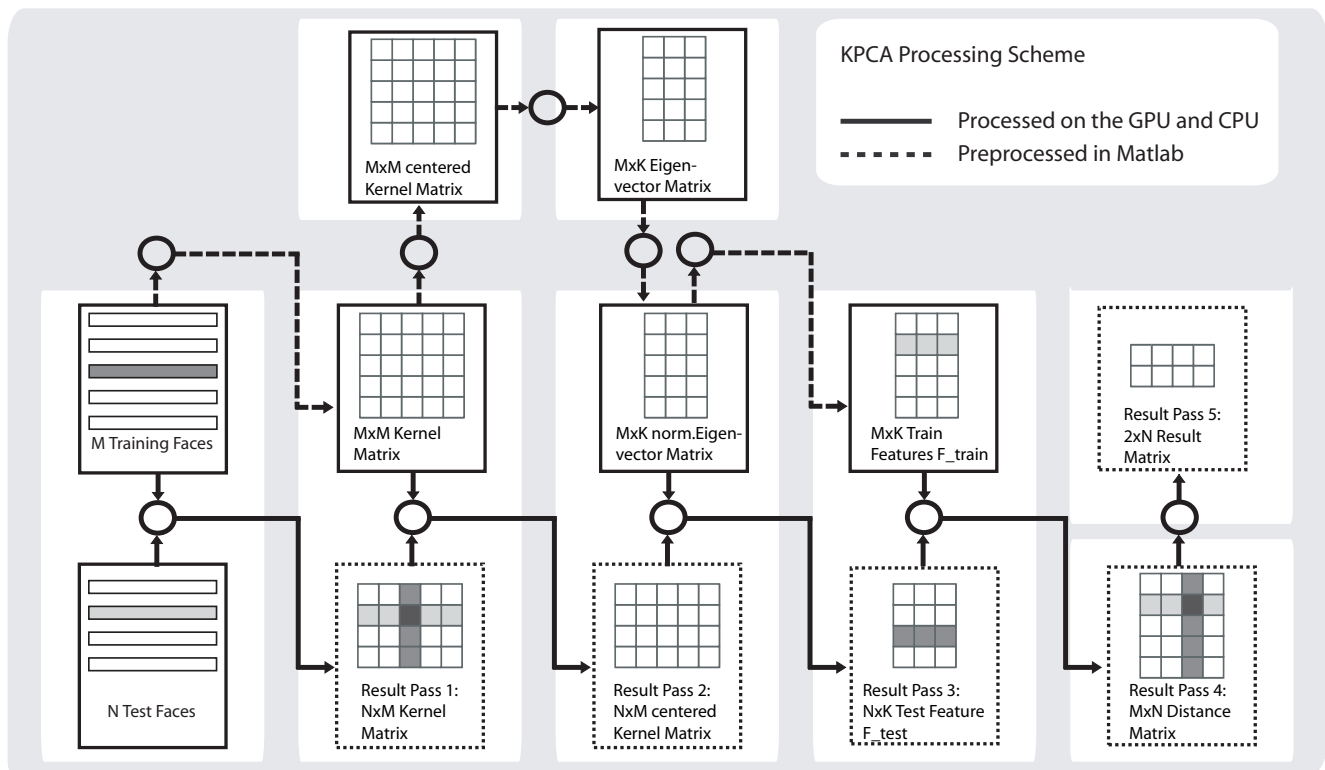 KPCA Processing Scheme
Processed on the GPU and CPU
Preprocessed in Matlab
MxM centered
Kernel Matrix
MxK Eigen-
vector Matrix
M Training Faces
MxM Kernel
Matrix
MxK norm.Eigen-
vector Matrix
MxK Train
Features F_train
Result Pass 5:
2xN Result
Matrix
N Test Faces
Result Pass 1:
NxM Kernel
Matrix
Result Pass 2:
NxM centered
Kernel Matrix
Result Pass 3:
NxK Test Feature
F_test
Result Pass 4:
MxN Distance
Matrix